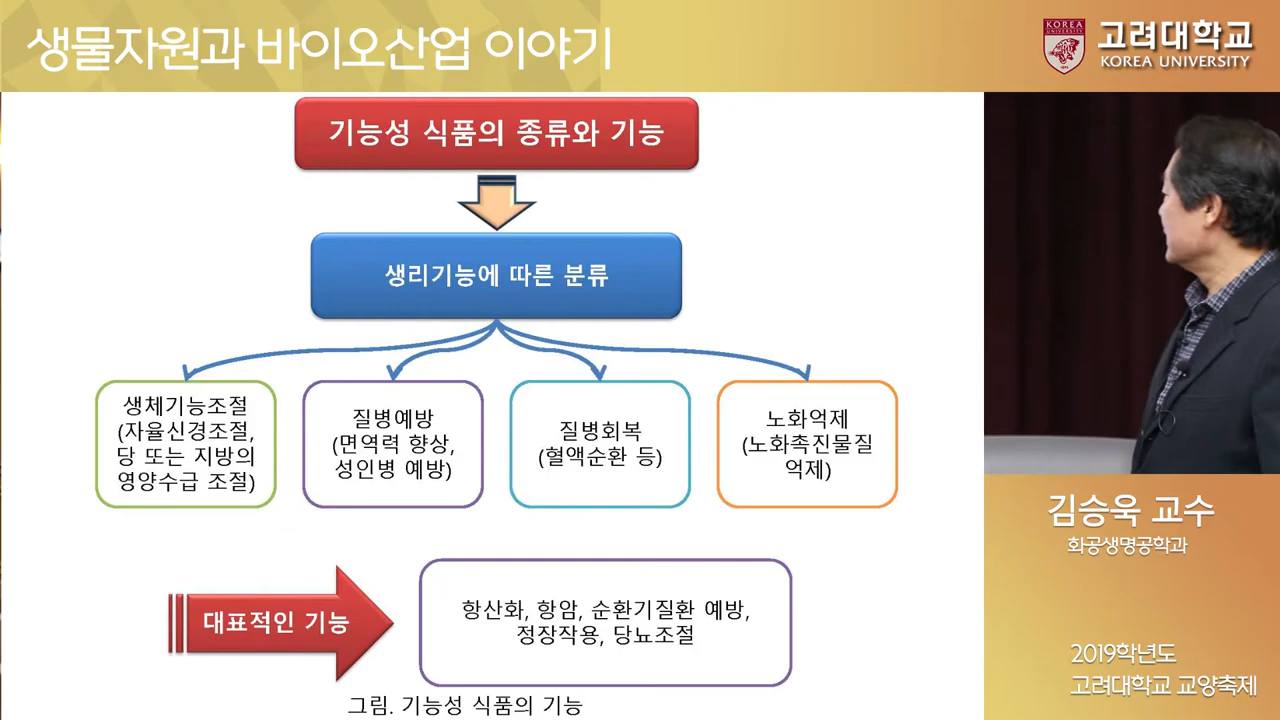 생물자원과 바이오산업 이야기
KOREA
UNIVERSITY
고려대학교
KOREA UNIVERSITY
기능성 식품의 종류와 기능
생리기능에 따른 분류
생체기능조절
(자율신경조절,
당 또는 지방의
영양수급 조절)
질병예방
(면역력 향상,
성인병 예방)
질병회복
(혈액순환 등)
노화억제
(노화촉진물질
억제)
대표적인 기능
항산화, 항암, 순환기질환 예방,
정장작용, 당뇨조절
그림. 기능성 식품의 기능
김승욱 교수
화공생명공학과
2019학년도
고려대학교 교양축제